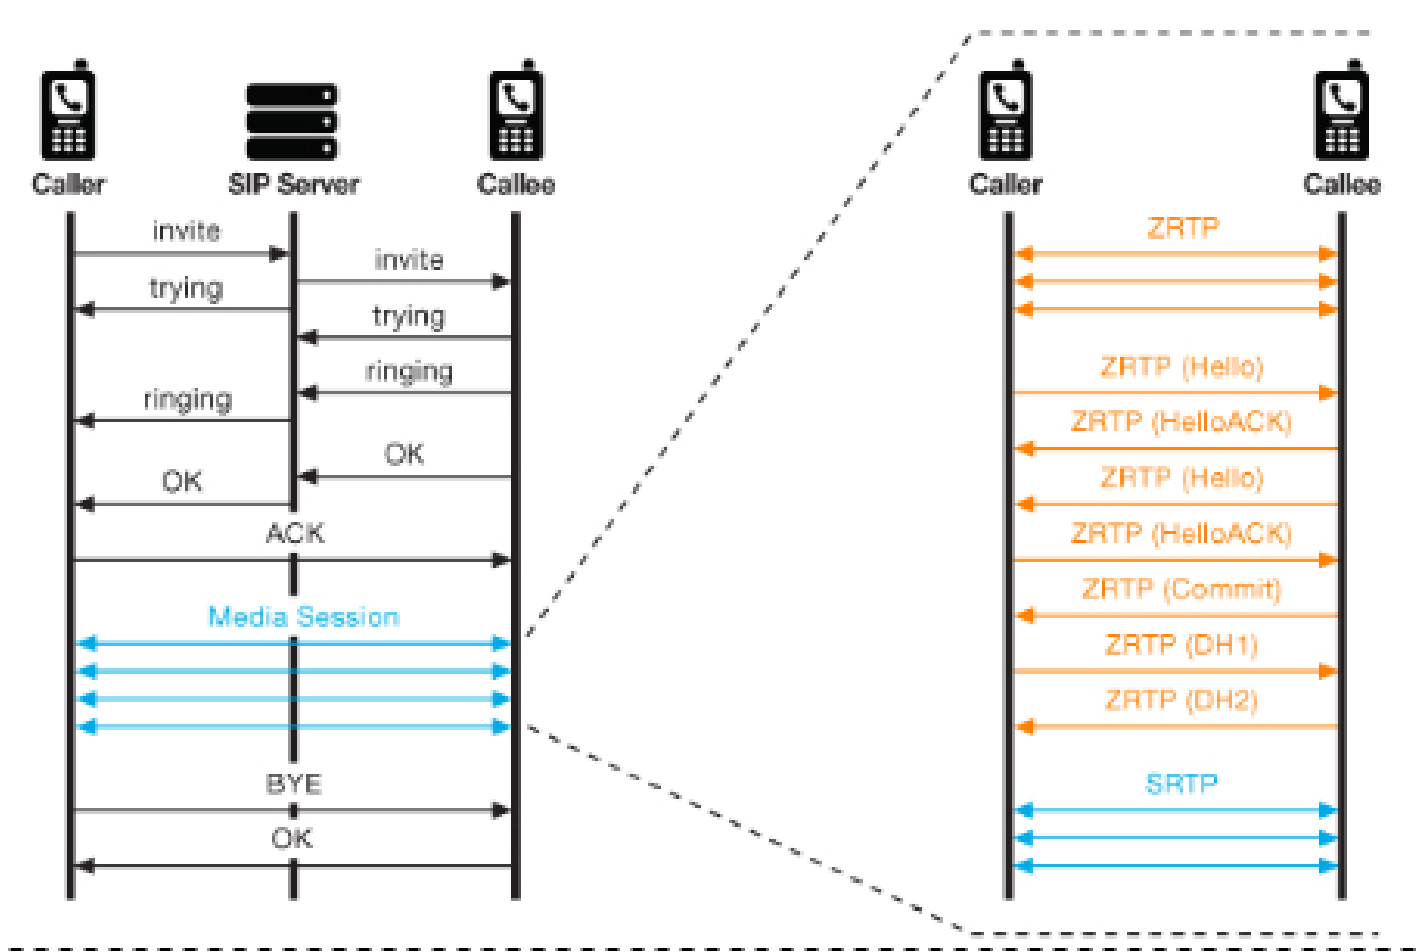 Caller
SIP Server
Callee
invite
invite
trying
trying
ringing
ringing
OK
OK
ACK
Media Session
BYE
OK
Caller
Callee
ZRTP
ZRTP (Hello)
ZRTP (HelloACK)
ZRTP (Hello)
ZRTP (HelloACK)
ZRTP (Commit)
ZRTP (DH1)
ZRTP (DH2)
SRTP